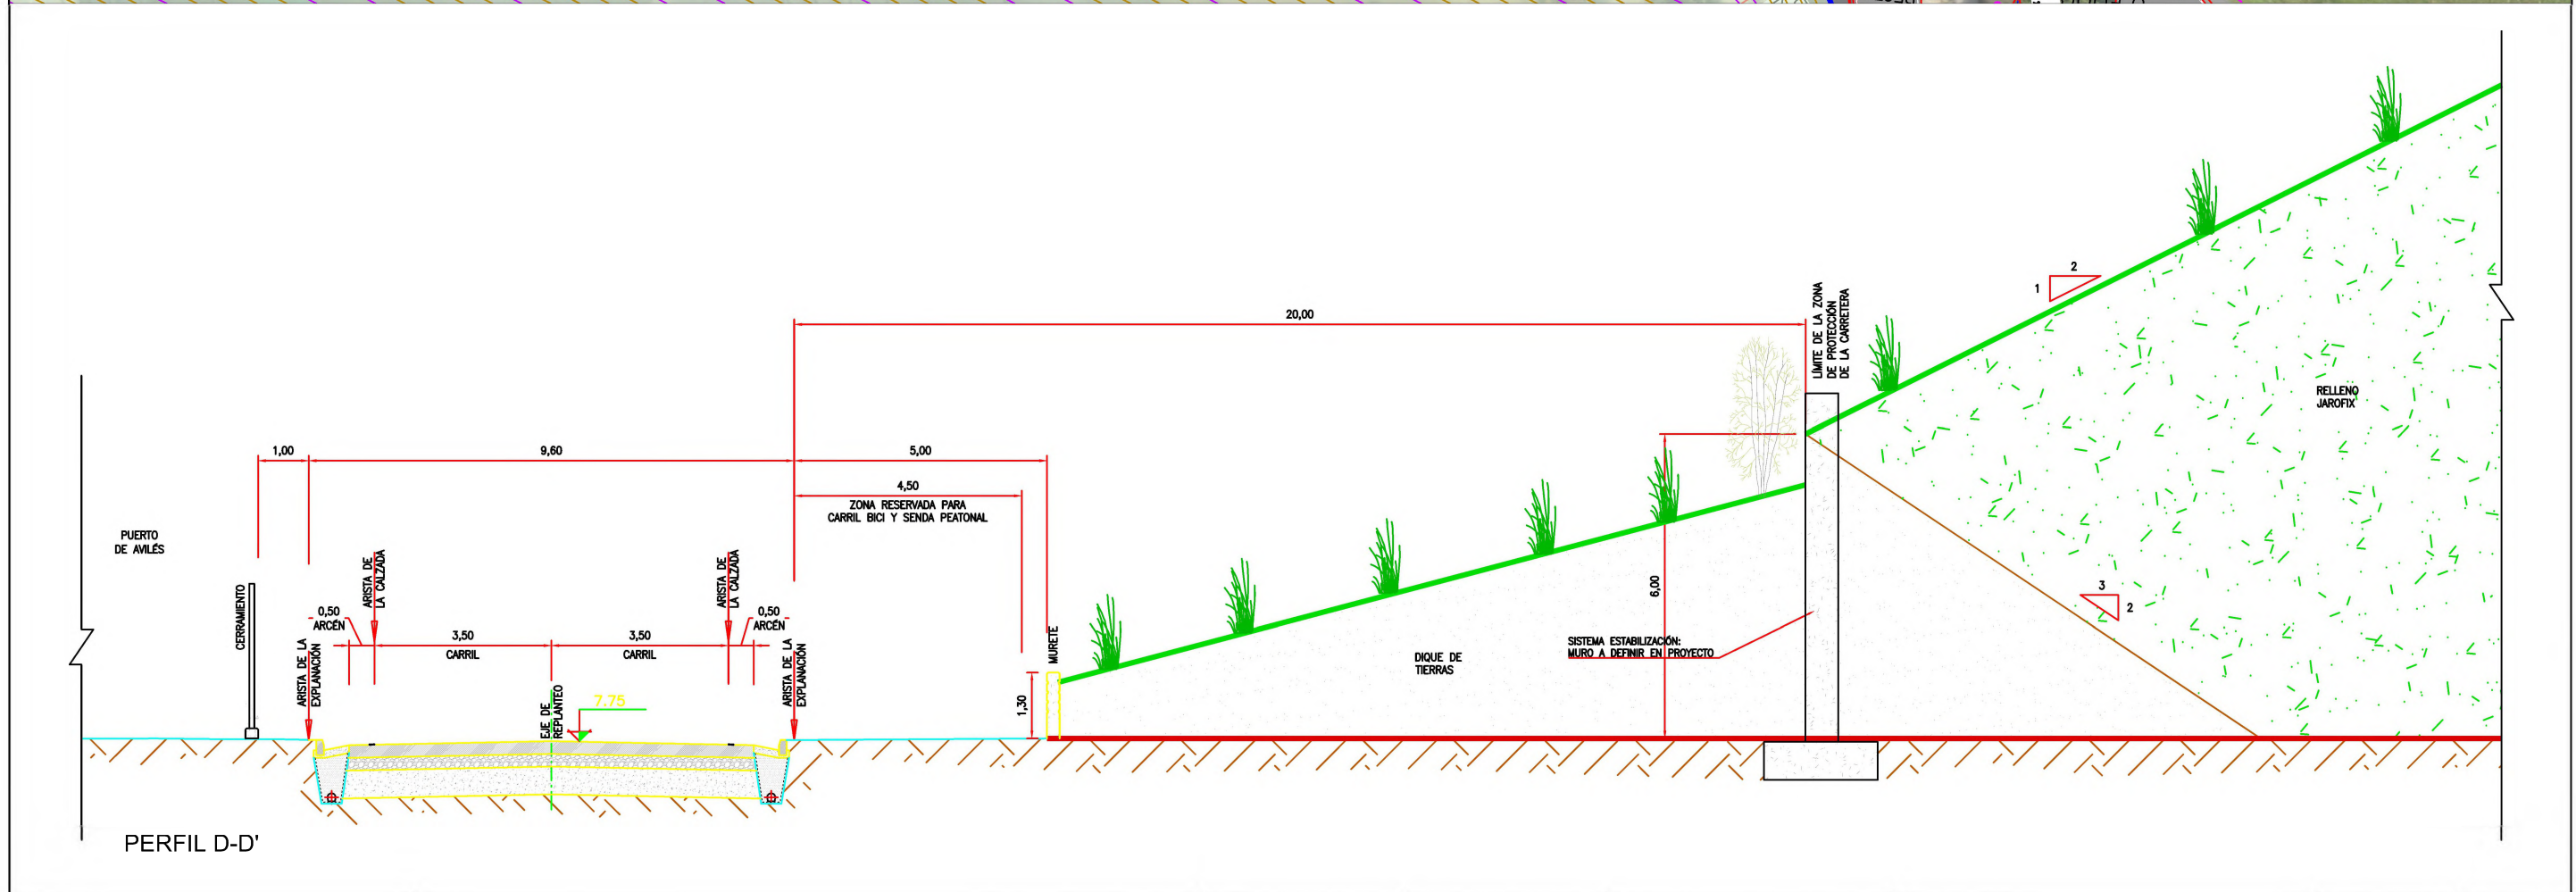 20,00
LÍMITE DE LA ZONA
DE PROTECCIÓN
DE LA CARRETERA
2
1
RELLENO
JAROFIX
1,00
9,60
5,00
4,50
ZONA RESERVADA PARA
CARRIL BICI Y SENDA PEATONAL
PUERTO
DE AVILÉS
CERRAMIENTO
ARISTA DE LA
EXPLANACIÓN
0,50
ARCÉN
ARISTA DE
LA CALZADA
3,50
CARRIL
EJE DE
REPLANTEO
7.75
3,50
CARRIL
ARISTA DE
LA CALZADA
0,50
ARCÉN
ARISTA DE LA
EXPLANACIÓN
MURETE
1,30
DIQUE DE
TIERRAS
SISTEMA ESTABILIZACIÓN:
MURO A DEFINIR EN PROYECTO
6,00
3
2
PERFIL D-D'